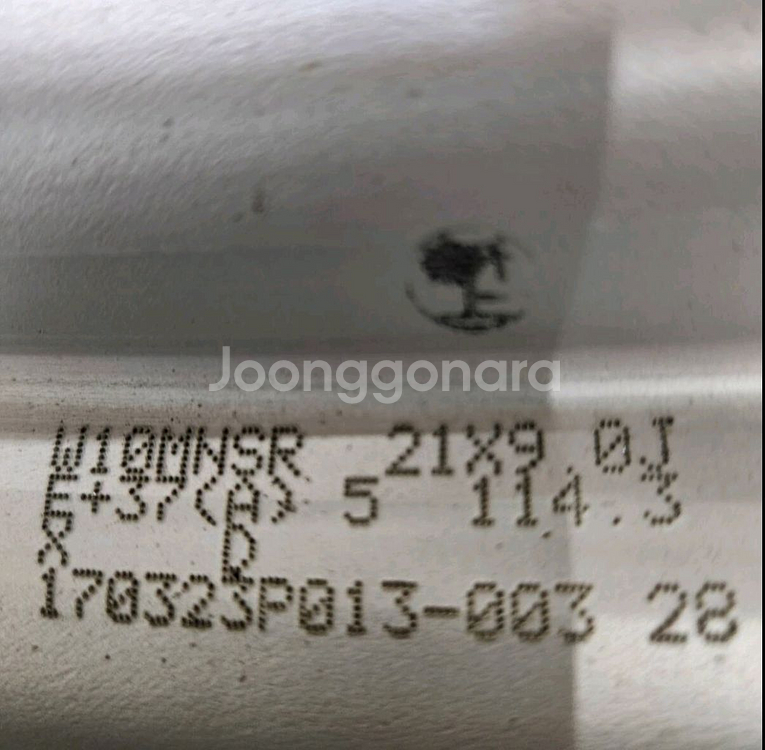 Joonggonara
W10MNSR 21X9.0J
E+37(A) 5 114.3
X D
170323P013-003 28